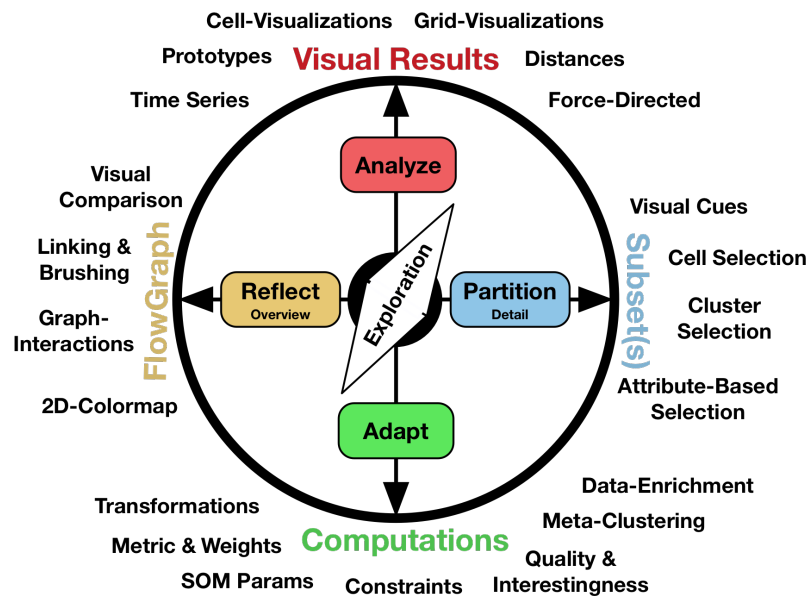 Cell-Visualizations
Grid-Visualizations
Prototypes
Visual Results
Distances
Time Series
Force-Directed
Analyze
Visual
Comparison
Linking &
Brushing
Graph-
Interactions
2D-Colormap
FlowGraph
Reflect
Overview
Exploration
Partition
Detail
Subset(s)
Visual Cues
Cell Selection
Cluster
Selection
Attribute-Based
Selection
Adapt
Transformations
Metric & Weights
SOM Params
Computations
Constraints
Data-Enrichment
Meta-Clustering
Quality &
Interestingness